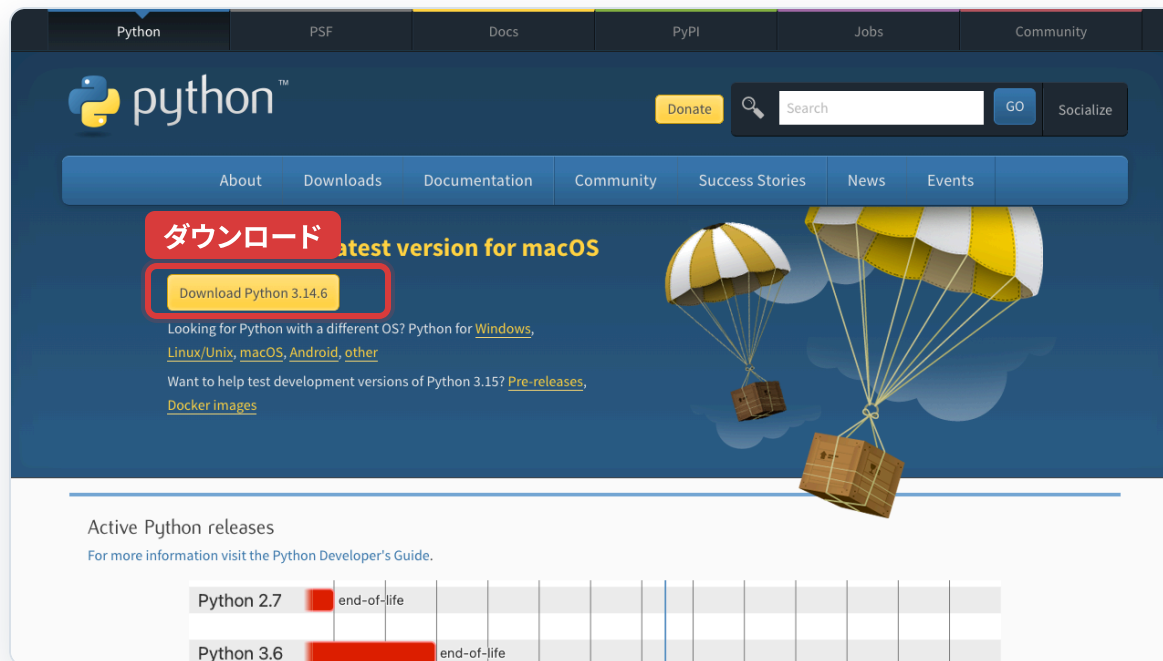 Python PSF Docs PyPI Jobs Community
python™
Donate Search GO Socialize
About Downloads Documentation Community Success Stories News Events
ダウンロード
atest version for macOS
Download Python 3.14.6
Looking for Python with a different OS? Python for Windows,
Linux/Unix, macOS, Android, other
Want to help test development versions of Python 3.15? Pre-releases,
Docker images
Active Python releases
For more information visit the Python Developer's Guide.
Python 2.7 end-of-life
Python 3.6 end-of-life